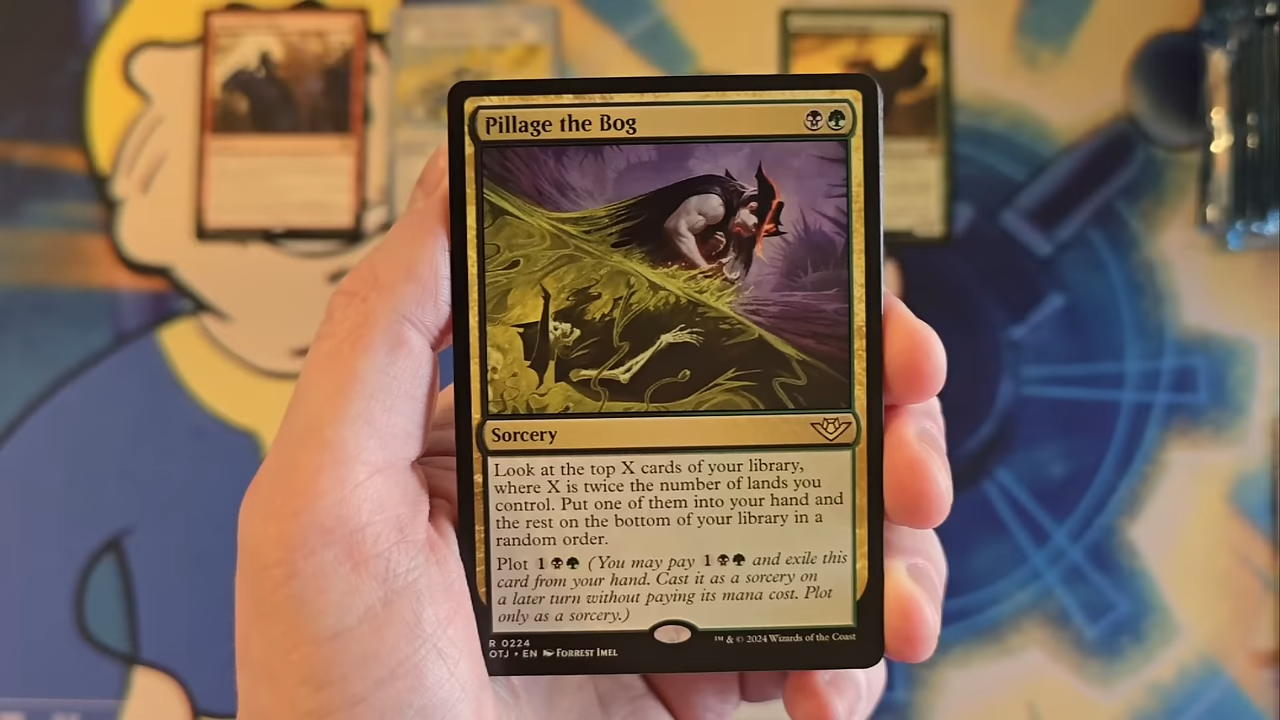 Pillage the Bog
Sorcery
Look at the top X cards of your library,
where X is twice the number of lands you
control. Put one of them into your hand and
the rest on the bottom of your library in a
random order.
Plot 1 (You may pay 1 and exile this
card from your hand. Cast it as a sorcery on
a later turn without paying its mana cost. Plot
only as a sorcery.)
R 0224
OTJ • EN FORREST IMEL
™ & © 2024 Wizards of the Coast